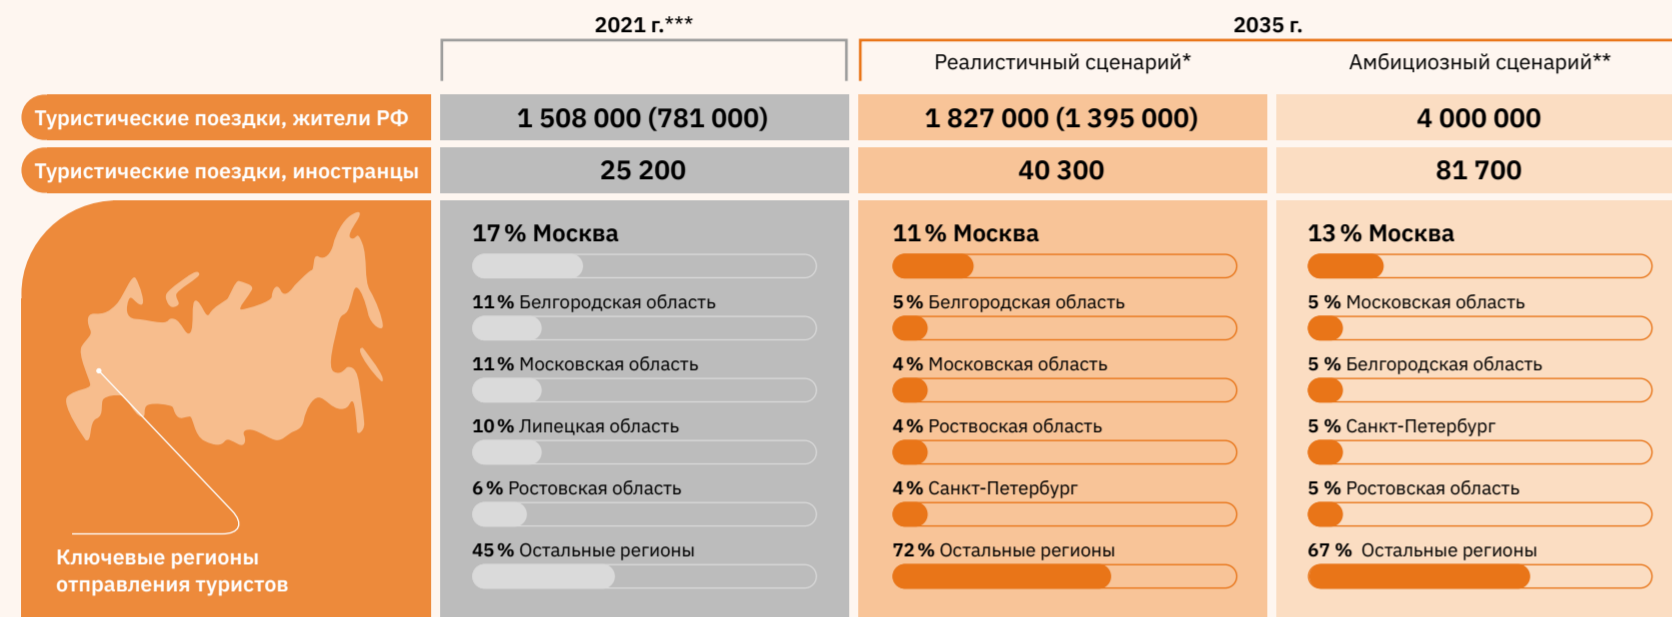 2021 г.***
2035 г.
Реалистичный сценарий*
Амбициозный сценарий**
Туристические поездки, жители РФ
1 508 000 (781 000)
1 827 000 (1 395 000)
4 000 000
Туристические поездки, иностранцы
25 200
40 300
81 700
Ключевые регионы
отправления туристов
17 % Москва
11 % Белгородская область
11 % Московская область
10 % Липецкая область
6 % Ростовская область
45 % Остальные регионы
11 % Москва
5 % Белгородская область
4 % Московская область
4 % Роствоская область
4 % Санкт-Петербург
72 % Остальные регионы
13 % Москва
5 % Московская область
5 % Белгородская область
5 % Санкт-Петербург
5 % Ростовская область
67 % Остальные регионы